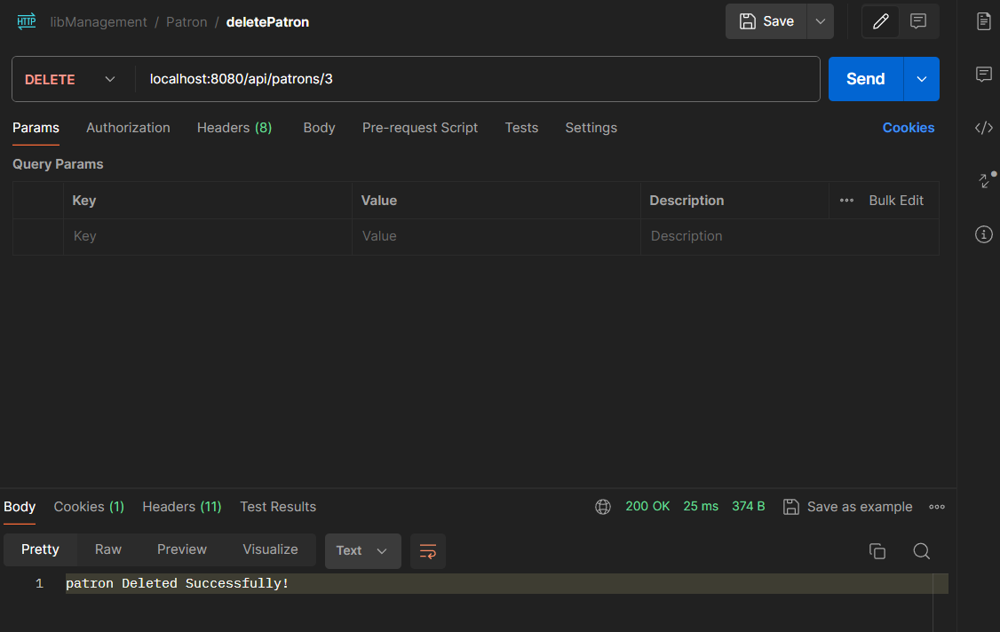 HTTP libManagement / Patron / deletePatron Save
DELETE localhost:8080/api/patrons/3 Send
Params Authorization Headers (8) Body Pre-request Script Tests Settings Cookies
Query Params
Key Value Description Bulk Edit
Key Value Description
Body Cookies (1) Headers (11) Test Results 200 OK 25 ms 374 B Save as example
Pretty Raw Preview Visualize Text
1 patron Deleted Successfully!